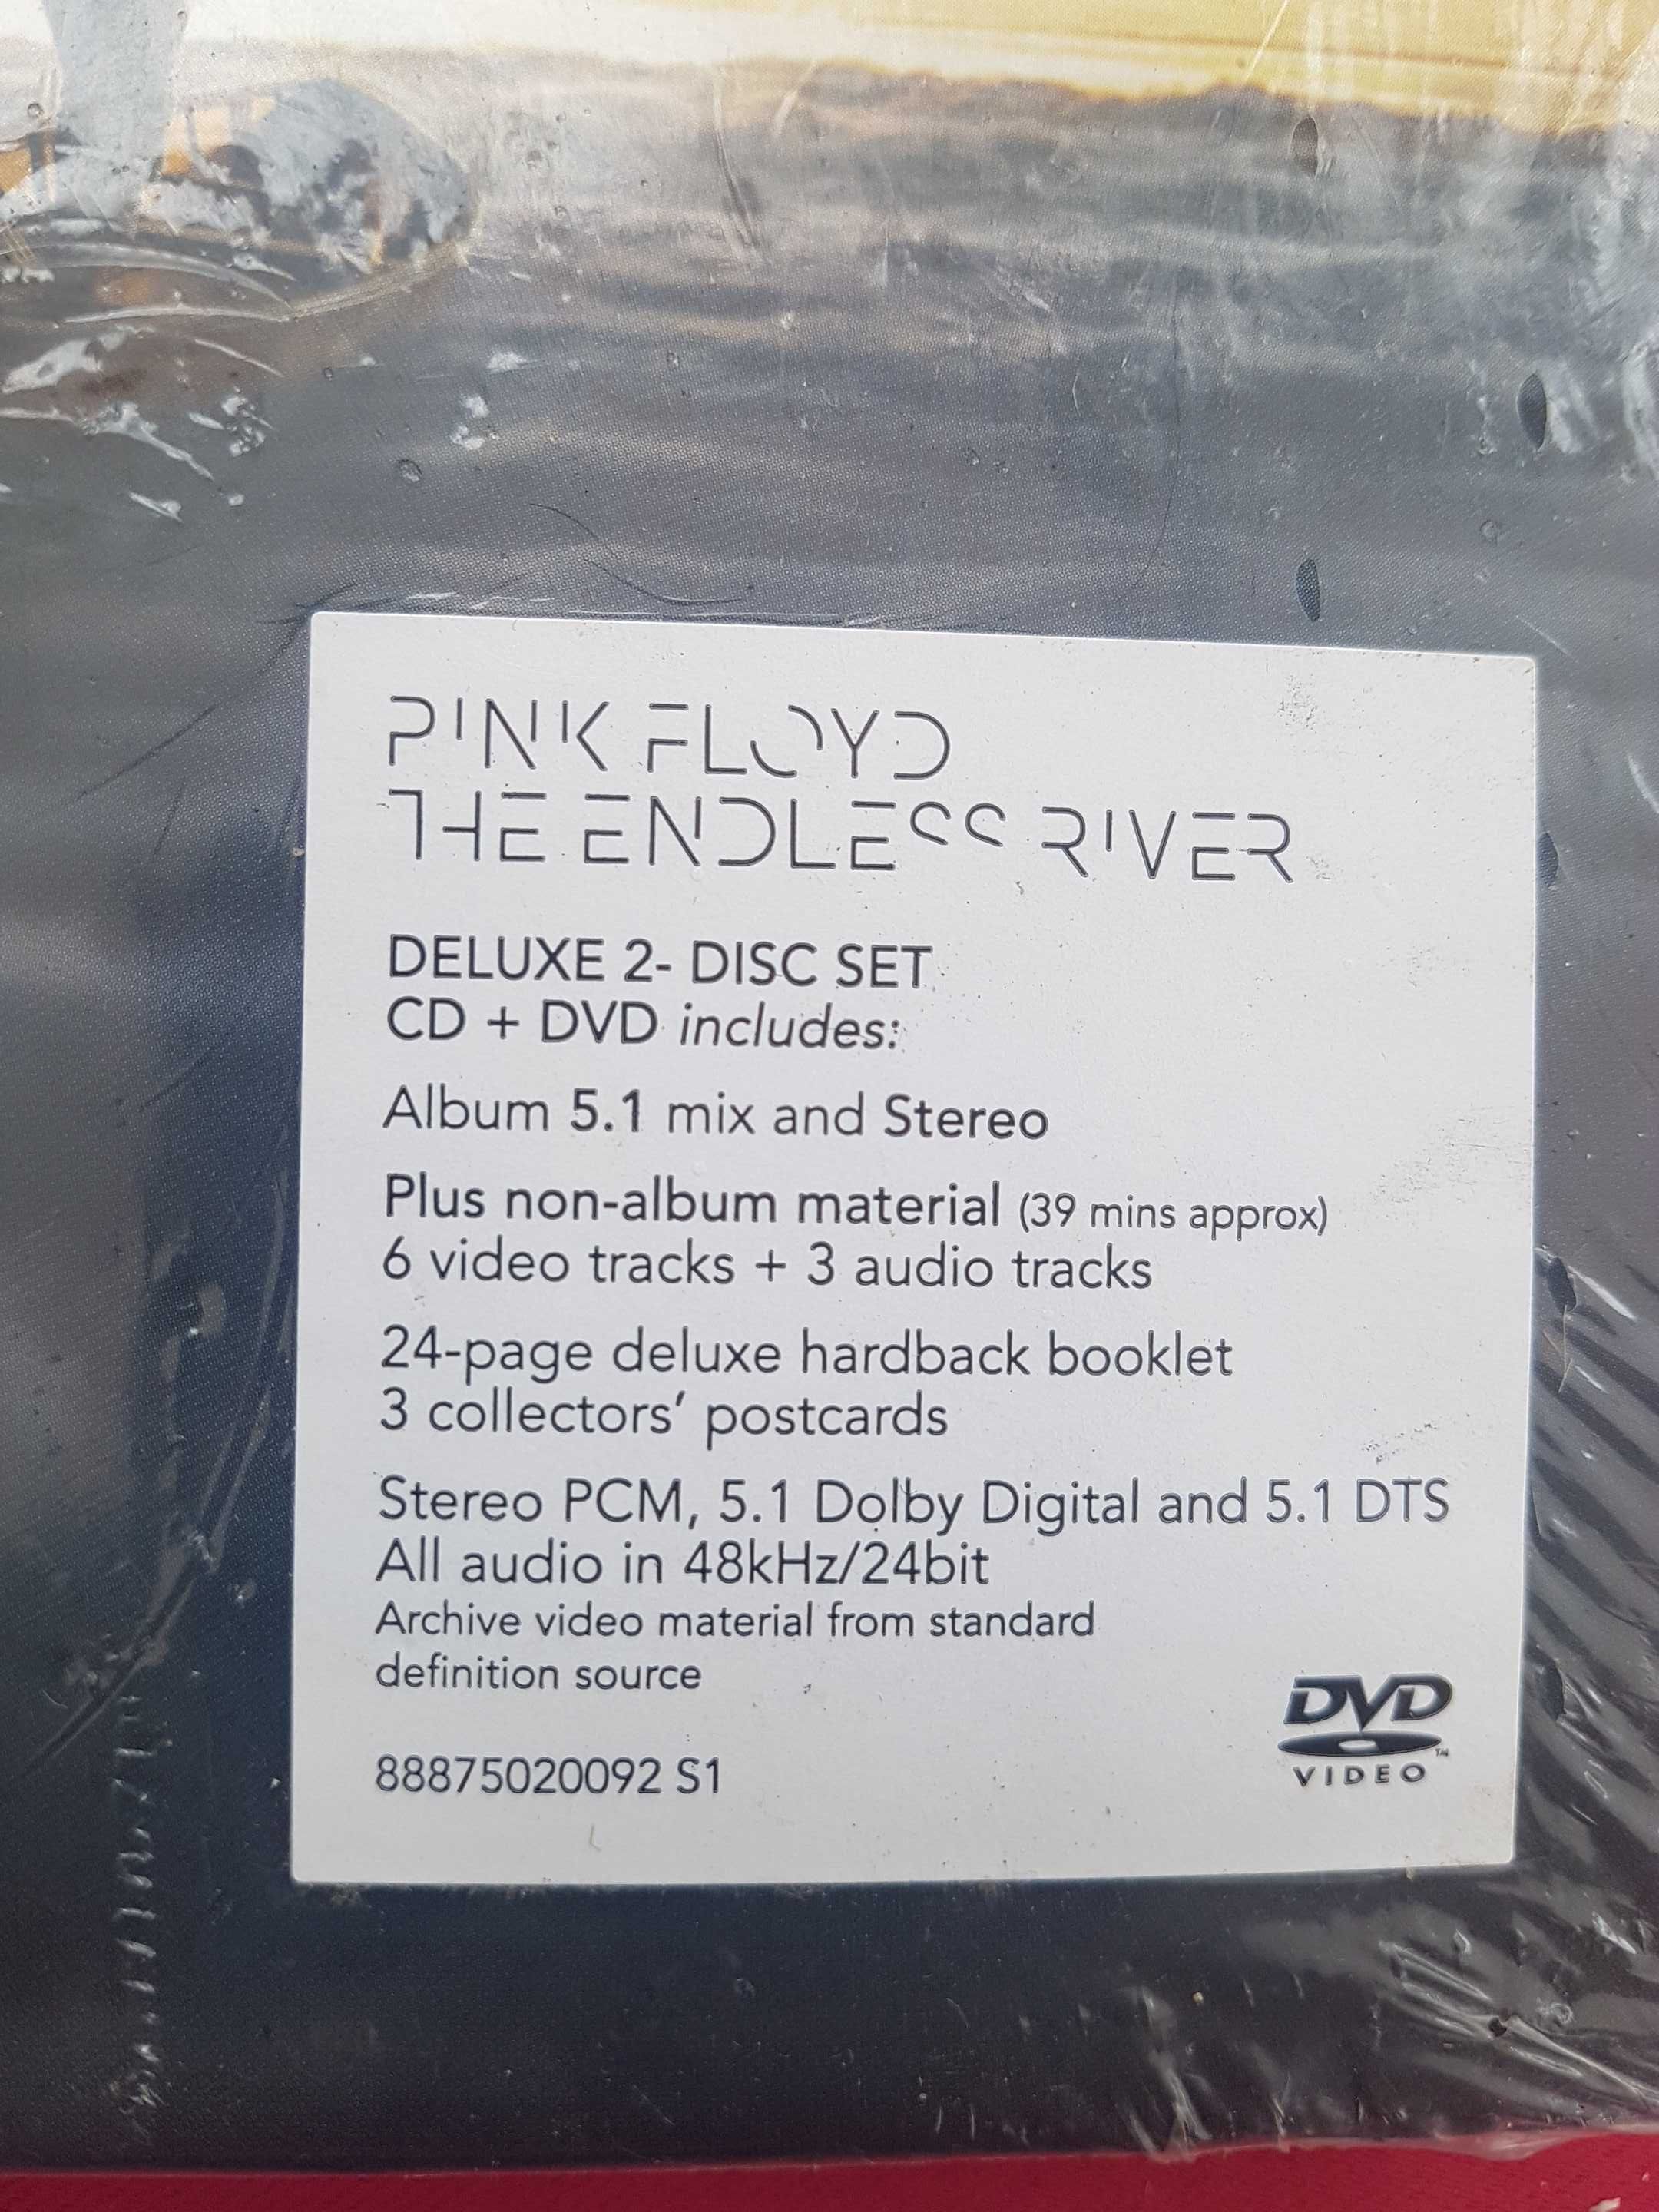 PINK FLOYD
THE ENDLESS RIVER
DELUXE 2- DISC SET
CD + DVD includes:
Album 5.1 mix and Stereo
Plus non-album material (39 mins approx)
6 video tracks + 3 audio tracks
24-page deluxe hardback booklet
3 collectors’ postcards
Stereo PCM, 5.1 Dolby Digital and 5.1 DTS
All audio in 48kHz/24bit
Archive video material from standard
definition source
88875020092 S1
DVD
VIDEO™